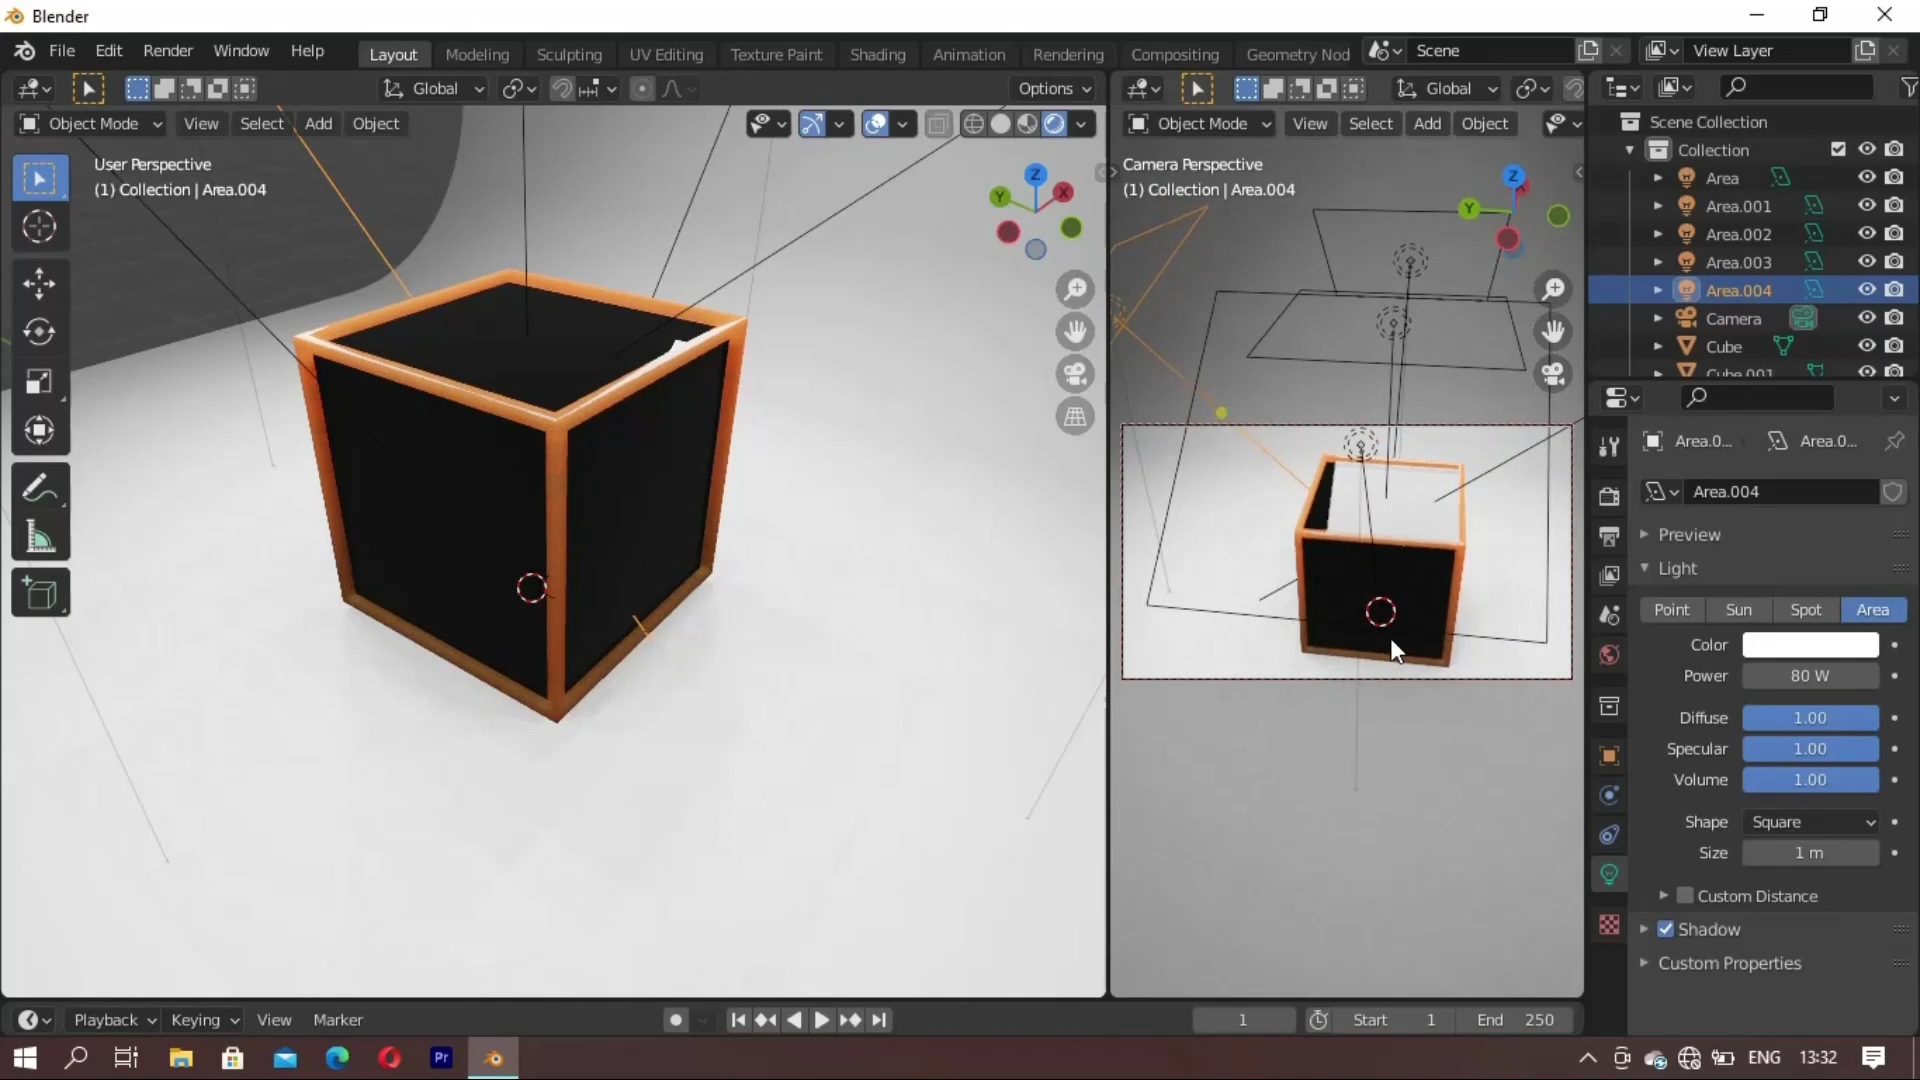 Blender
File Edit Render Window Help
Layout Modeling Sculpting UV Editing Texture Paint Shading Animation Rendering Compositing Geometry Nod
Scene
View Layer
Global
Options
Global
Object Mode View Select Add Object
Object Mode View Select Add Object
User Perspective
(1) Collection | Area.004
Z
Y
X
Camera Perspective
(1) Collection | Area.004
Z
Y
Scene Collection
Collection
Area
Area.001
Area.002
Area.003
Area.004
Camera
Cube
Cube.001
Area.0...
Area.0...
Area.004
Preview
Light
Point Sun Spot Area
Color
Power 80 W
Diffuse 1.00
Specular 1.00
Volume 1.00
Shape Square
Size 1 m
Custom Distance
Shadow
Custom Properties
Playback Keying View Marker
1
Start 1
End 250
Pr
ENG 13:32